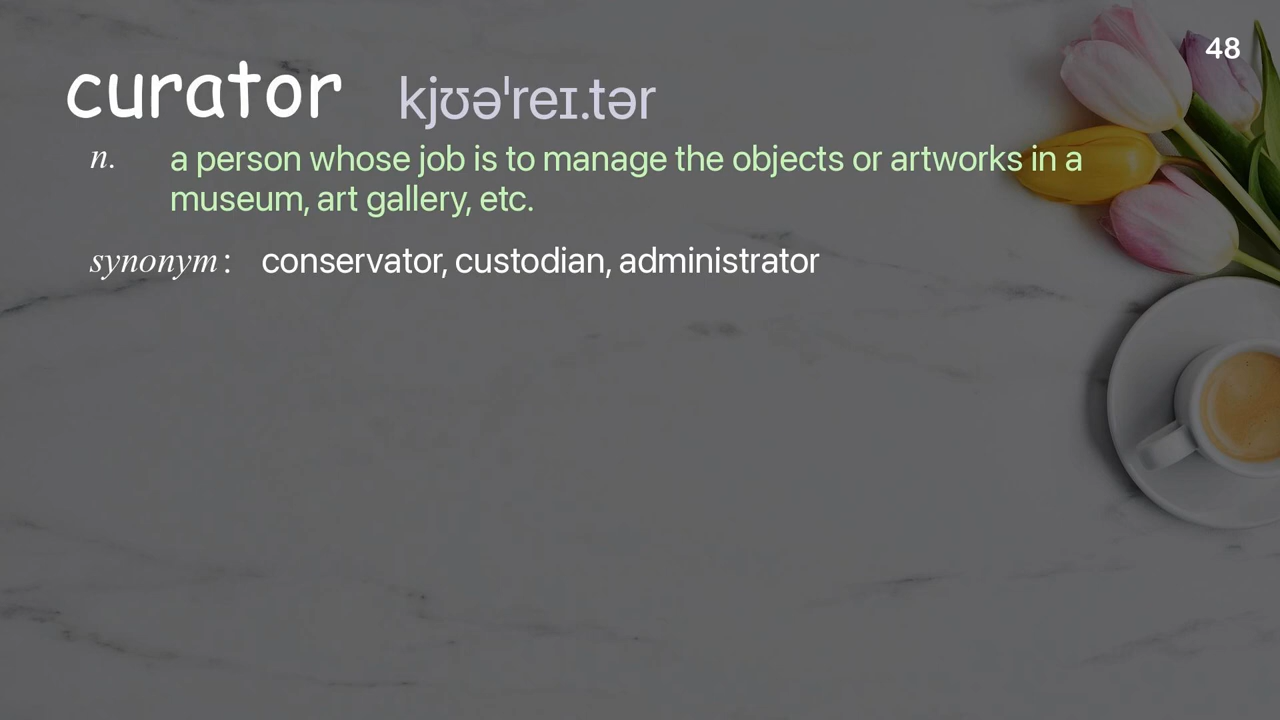 48
curator kjʊəˈreɪ.tər
n. a person whose job is to manage the objects or artworks in a
museum, art gallery, etc.
synonym: conservator, custodian, administrator